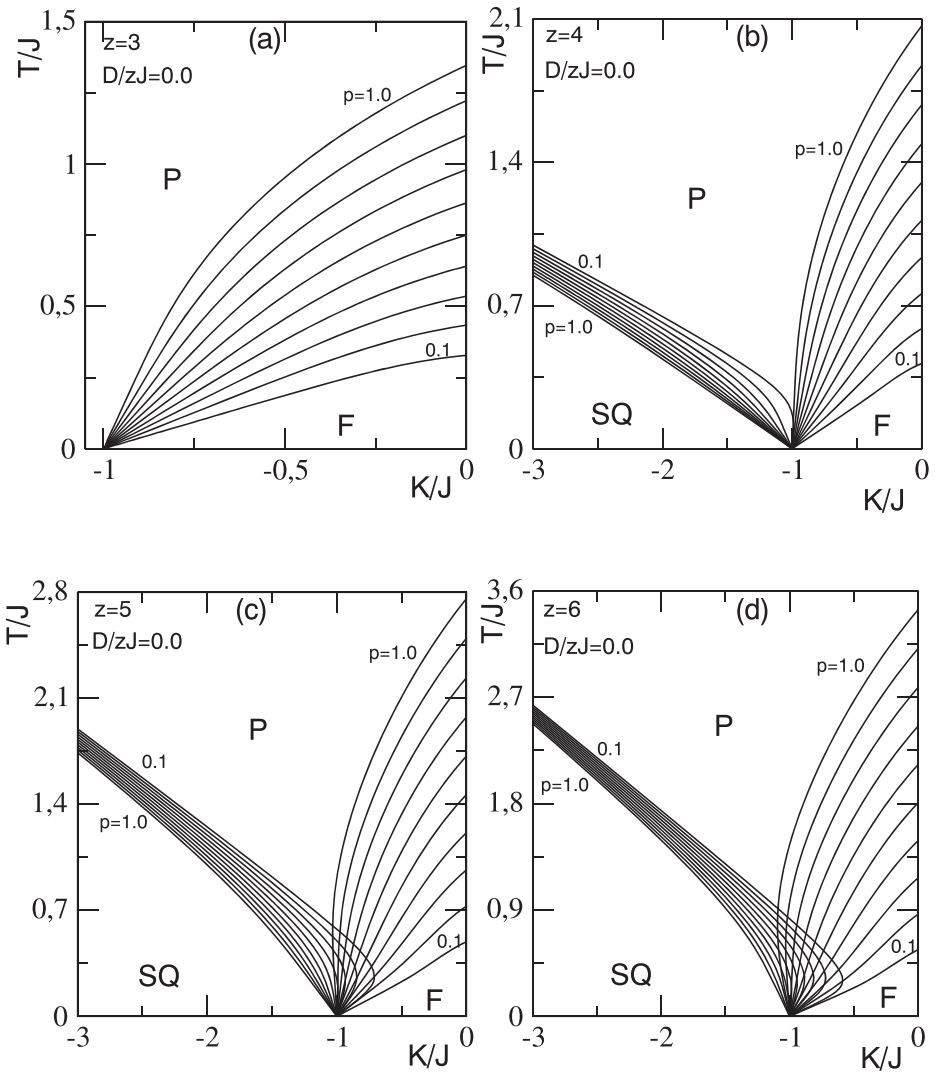 1,5
T/J
z=3
(a)
D/zJ=0.0
p=1.0
1
P
0,5
0.1
F
0
-1
-0,5
0
K/J
2,1
T/J
z=4
(b)
D/zJ=0.0
p=1.0
1,4
P
0.1
0,7
p=1.0
0.1
SQ
F
0
-3
-2
-1
0
K/J
2,8
T/J
z=5
(c)
D/zJ=0.0
p=1.0
2,1
P
0.1
1,4
p=1.0
0,7
0.1
SQ
F
0
-3
-2
-1
0
K/J
3,6
T/J
z=6
(d)
D/zJ=0.0
p=1.0
2,7
P
0.1
p=1.0
1,8
0,9
0.1
SQ
F
0
-3
-2
-1
0
K/J